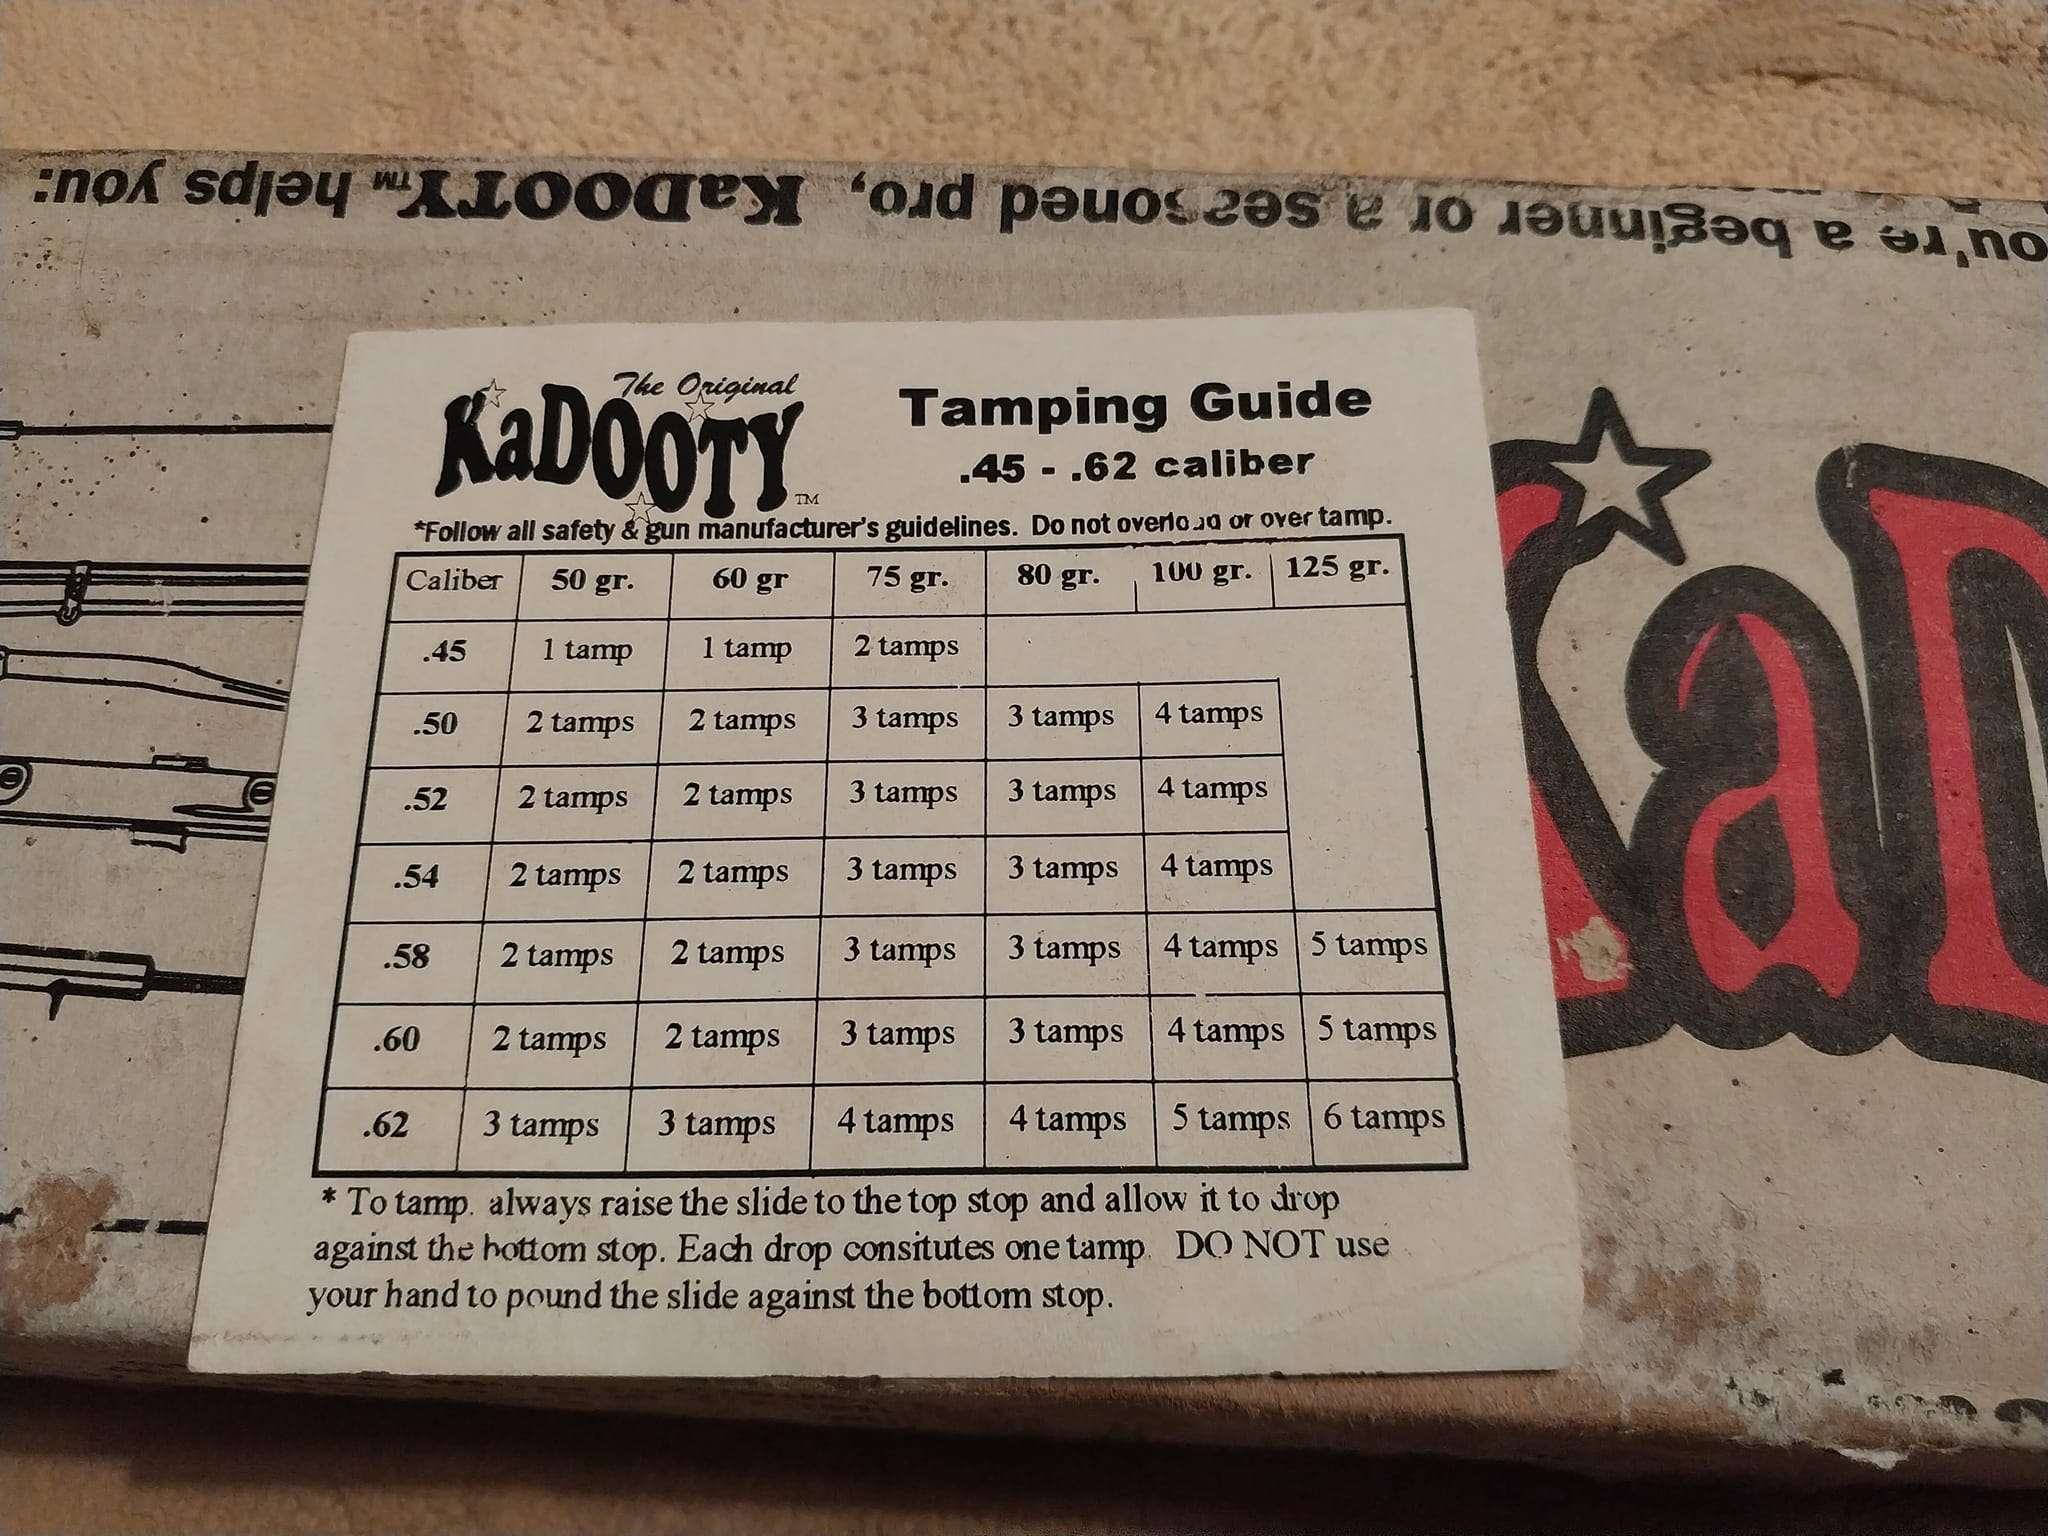 ou're a beginner or a seasoned pro, KaDOOTY™ helps you:
The Original
KaDOOTY™
Tamping Guide
.45 - .62 caliber
*Follow all safety & gun manufacturer's guidelines. Do not overload or over tamp.
Caliber 50 gr. 60 gr 75 gr. 80 gr. 100 gr. 125 gr.
.45 1 tamp 1 tamp 2 tamps
.50 2 tamps 2 tamps 3 tamps 3 tamps 4 tamps
.52 2 tamps 2 tamps 3 tamps 3 tamps 4 tamps
.54 2 tamps 2 tamps 3 tamps 3 tamps 4 tamps
.58 2 tamps 2 tamps 3 tamps 3 tamps 4 tamps 5 tamps
.60 2 tamps 2 tamps 3 tamps 3 tamps 4 tamps 5 tamps
.62 3 tamps 3 tamps 4 tamps 4 tamps 5 tamps 6 tamps
* To tamp, always raise the slide to the top stop and allow it to drop
against the bottom stop. Each drop consitutes one tamp. DO NOT use
your hand to pound the slide against the bottom stop.
KaD